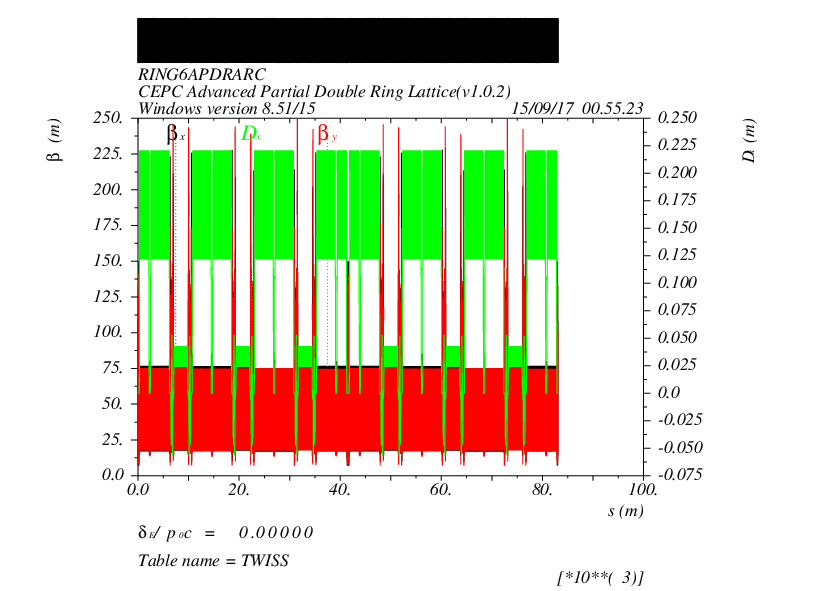 RING6APDRARC
CEPC Advanced Partial Double Ring Lattice(v1.0.2)
Windows version 8.51/15 15/09/17 00.55.23
β (m)
250.
225.
200.
175.
150.
125.
100.
75.
50.
25.
0.0
βx Dx βy
0.250
0.225
0.200
0.175
0.150
0.125
0.100
0.075
0.050
0.025
0.0
-0.025
-0.050
-0.075
Dx (m)
0.0 20. 40. 60. 80. 100.
s (m)
δE/ p0c = 0.00000
Table name = TWISS
[*10**( 3)]